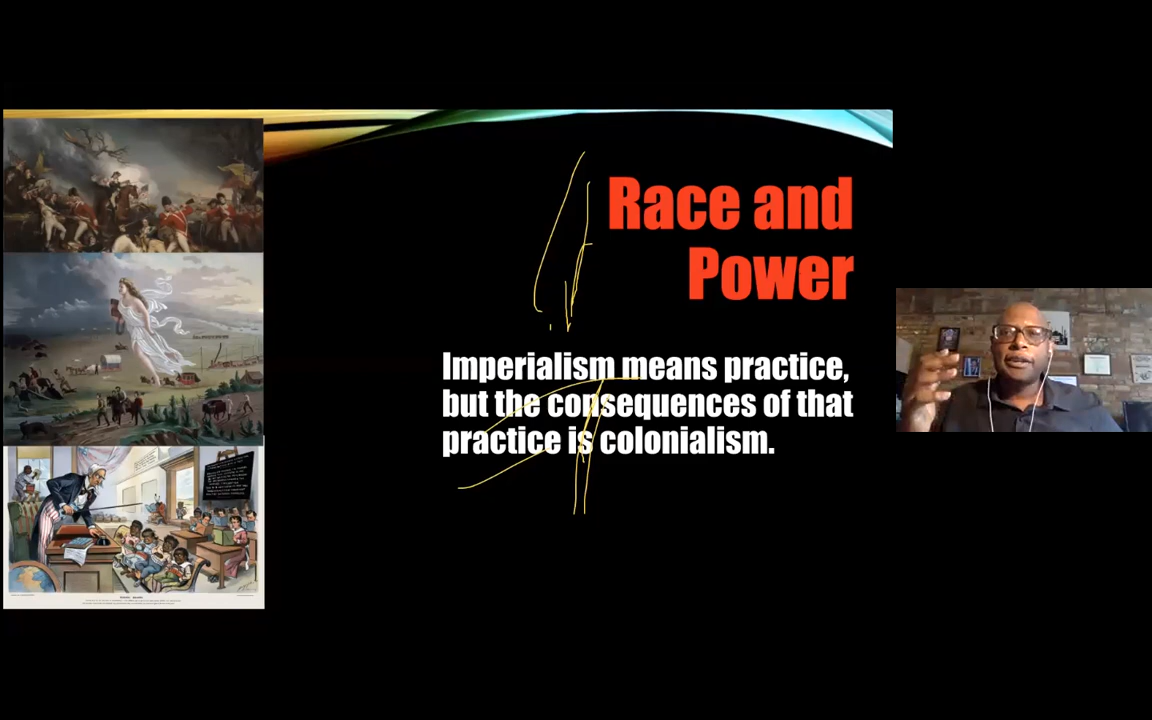 Race and
Power
Imperialism means practice,
but the consequences of that
practice is colonialism.